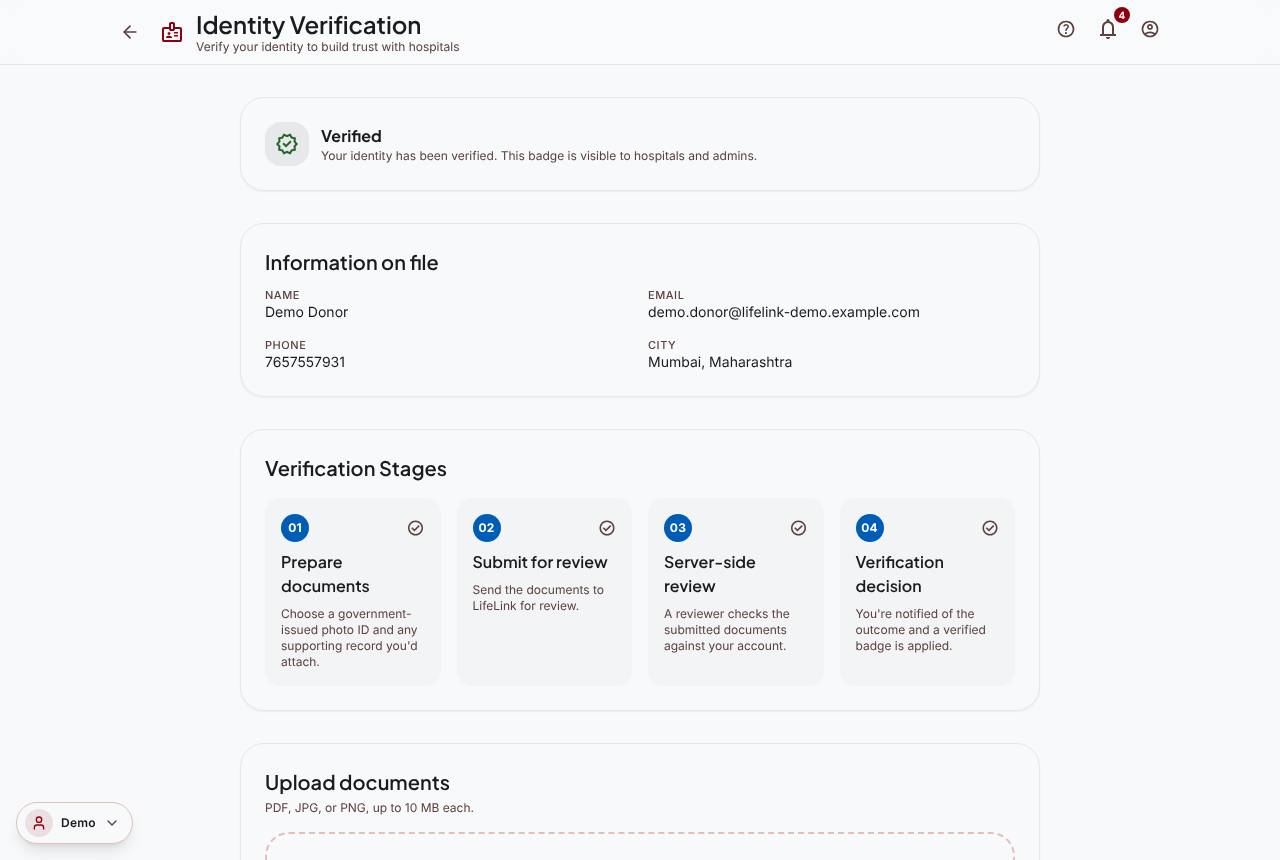 Identity Verification
Verify your identity to build trust with hospitals
4
Verified
Your identity has been verified. This badge is visible to hospitals and admins.
Information on file
NAME
Demo Donor
EMAIL
demo.donor@lifelink-demo.example.com
PHONE
7657557931
CITY
Mumbai, Maharashtra
Verification Stages
01
Prepare
documents
Choose a government-
issued photo ID and any
supporting record you'd
attach.
02
Submit for review
Send the documents to
LifeLink for review.
03
Server-side
review
A reviewer checks the
submitted documents
against your account.
04
Verification
decision
You're notified of the
outcome and a verified
badge is applied.
Upload documents
PDF, JPG, or PNG, up to 10 MB each.
Demo